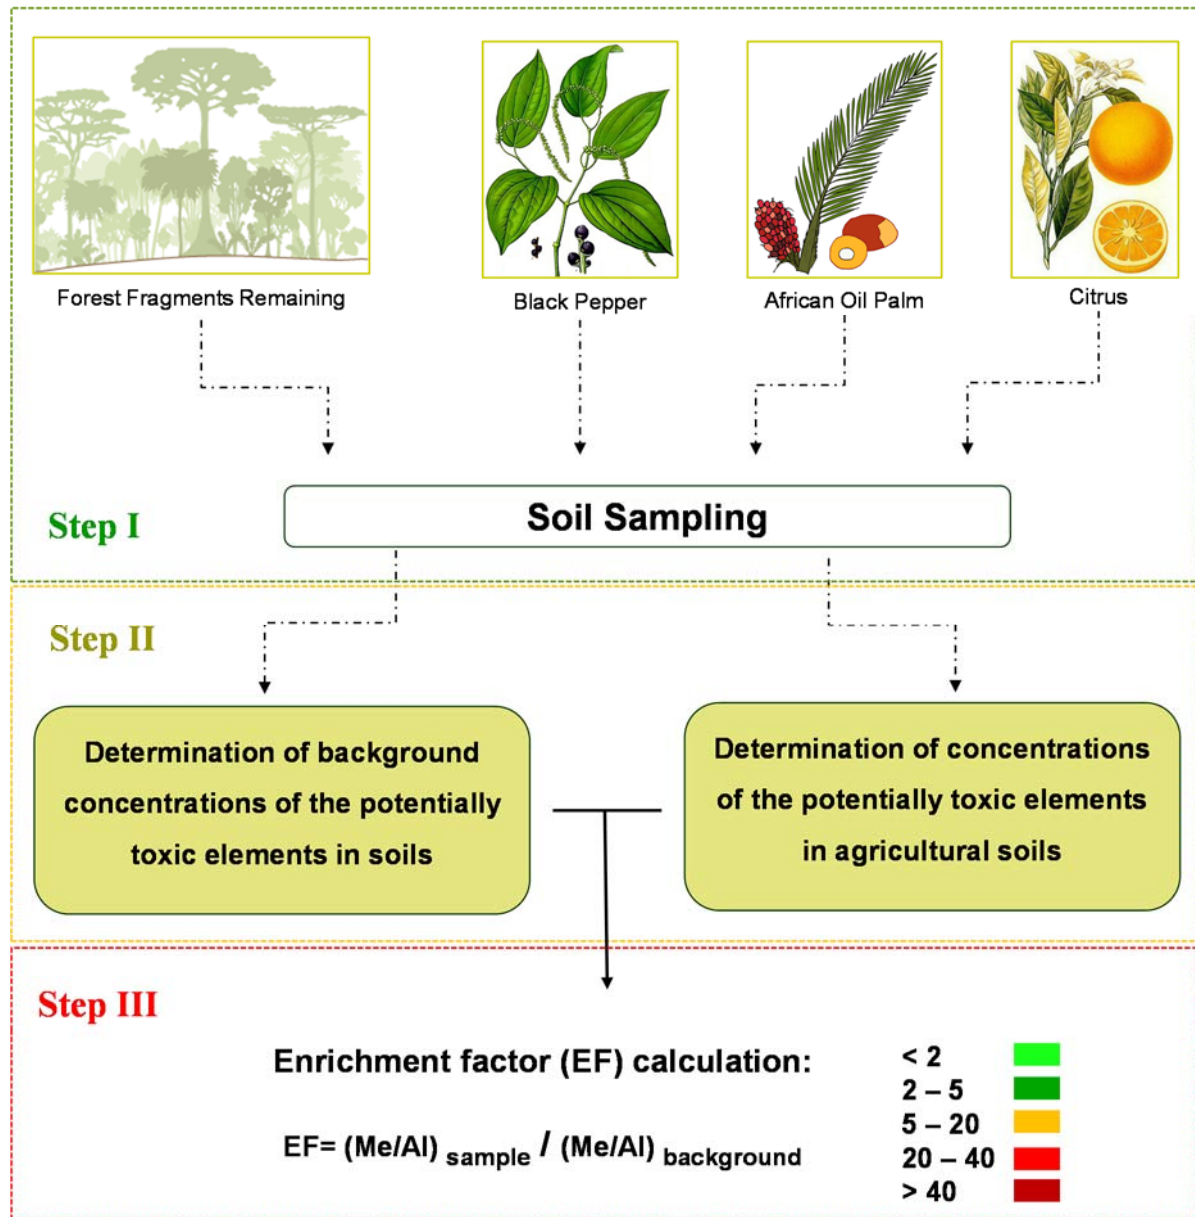 Forest Fragments Remaining
Black Pepper
African Oil Palm
Citrus
Soil Sampling
Step I
Step II
Determination of background
concentrations of the potentially
toxic elements in soils
Determination of concentrations
of the potentially toxic elements
in agricultural soils
Step III
Enrichment factor (EF) calculation:
EF= (Me/Al) sample / (Me/Al) background
< 2
2 – 5
5 – 20
20 – 40
> 40